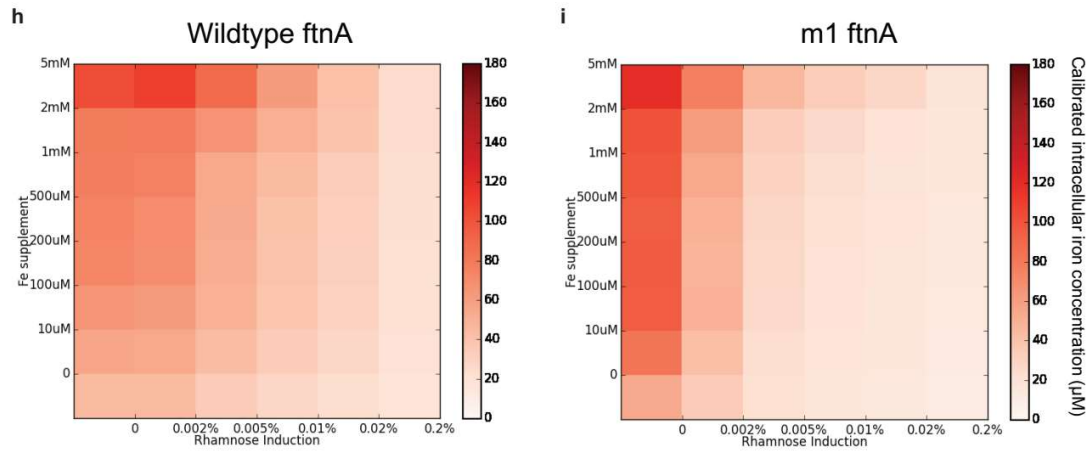 h
Wildtype ftnA
5mM
2mM
1mM
500uM
200uM
100uM
10uM
0
Fe supplement
0 0.002% 0.005% 0.01% 0.02% 0.2%
Rhamnose Induction
180
160
140
120
100
80
60
40
20
0
i
m1 ftnA
5mM
2mM
1mM
500uM
200uM
100uM
10uM
0
Fe supplement
0 0.002% 0.005% 0.01% 0.02% 0.2%
Rhamnose Induction
180
160
140
120
100
80
60
40
20
0
Calibrated intracellular iron concentration (μM)